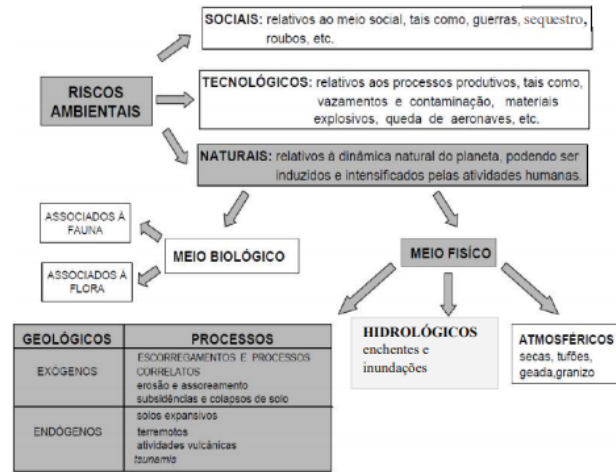 SOCIAIS: relativos ao meio social, tais como, guerras, sequestro,
roubos, etc.
RISCOS
AMBIENTAIS
TECNOLÓGICOS: relativos aos processos produtivos, tais como,
vazamentos e contaminação, materiais
explosivos, queda de aeronaves, etc.
NATURAIS: relativos à dinâmica natural do planeta, podendo ser
induzidos e intensificados pelas atividades humanas.
ASSOCIADOS À
FAUNA
MEIO BIOLÓGICO
MEIO FISÍCO
ASSOCIADOS À
FLORA
GEOLÓGICOS PROCESSOS
EXÓGENOS
ESCORREGAMENTOS E PROCESSOS
CORRELATOS
erosão e assoreamento
subsidências e colapsos de solo
ENDÓGENOS
solos expansivos
terremotos
atividades vulcânicas
tsunamis
HIDROLÓGICOS
enchentes e
inundações
ATMOSFÉRICOS
secas, tufões,
geada,granizo